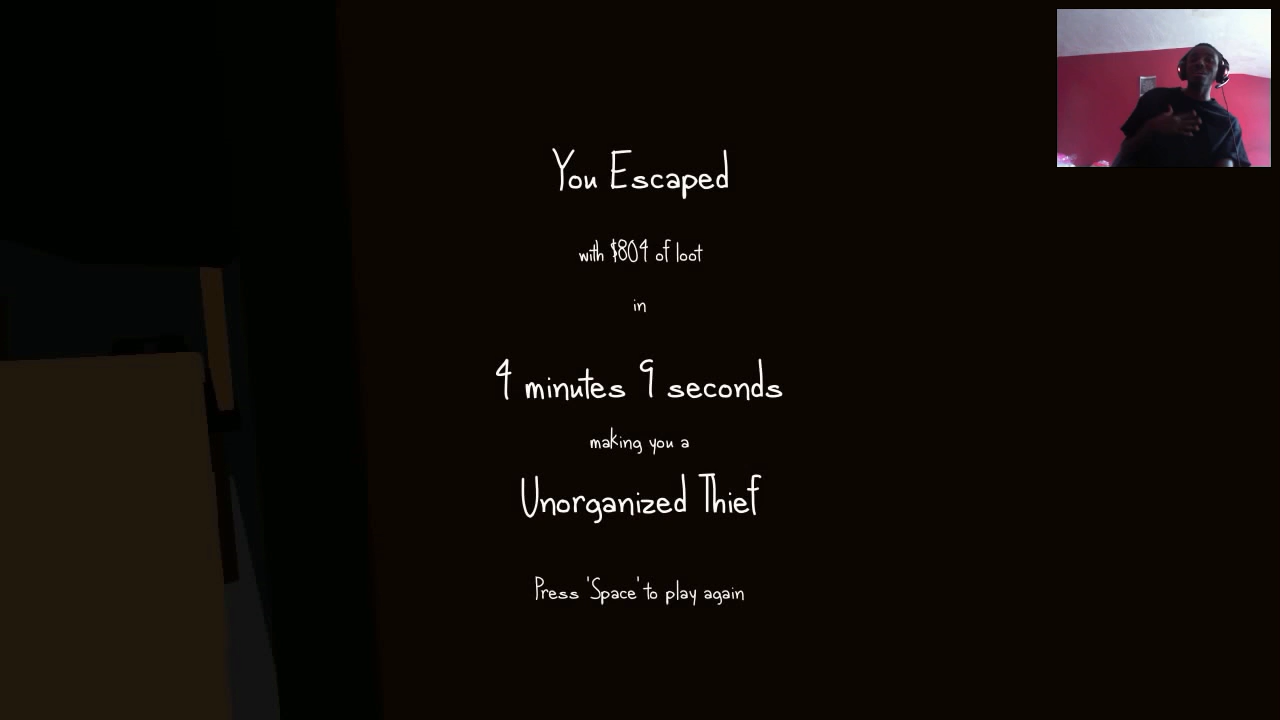 You Escaped
with $804 of loot
in
4 minutes 9 seconds
making you a
Unorganized Thief
Press 'Space' to play again